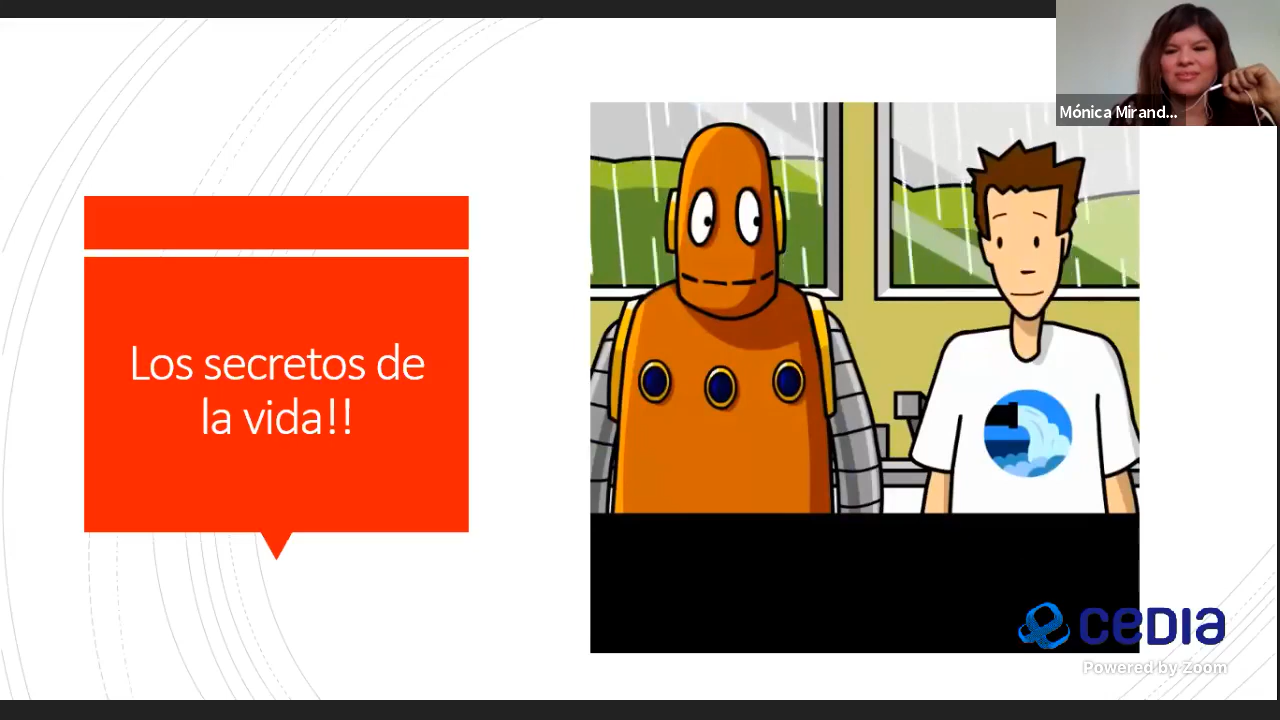 Mónica Mirand...
Los secretos de
la vida!!
CEDIA
Powered by Zoom